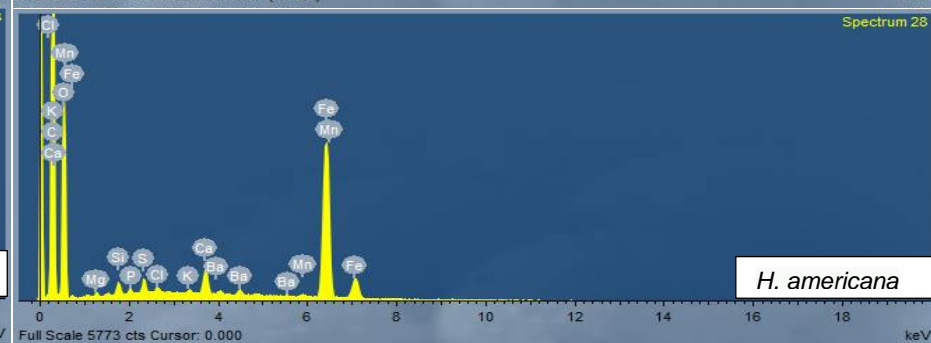 Spectrum 28
Cl
Mn
Fe
O
K
C
Ca
Fe
Mn
Ca
Si S Ba Mn Fe
Mg P Cl K Ba Ba
H. americana
0 2 4 6 8 10 12 14 16 18
Full Scale 5773 cts Cursor: 0.000 keV